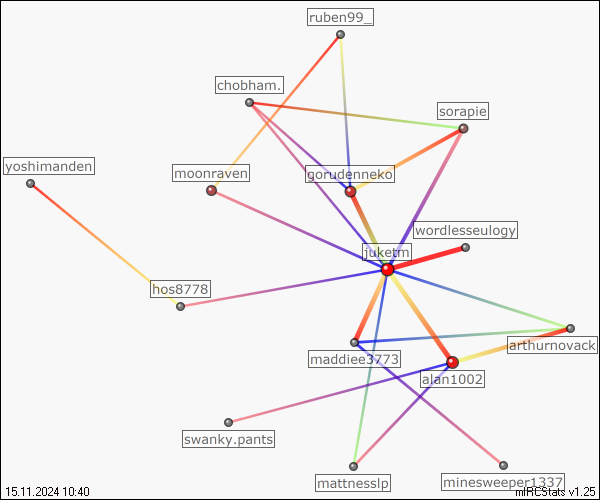 ruben99_
chobham.
sorapie
yoshimanden
moonraven
gorudenneko
wordlesseulogy
juketm
hos8778
arthurnovack
maddiee3773
alan1002
swanky.pants
mattnesslp
minesweeper1337
15.11.2024 10:40
mIRCStats v1.25